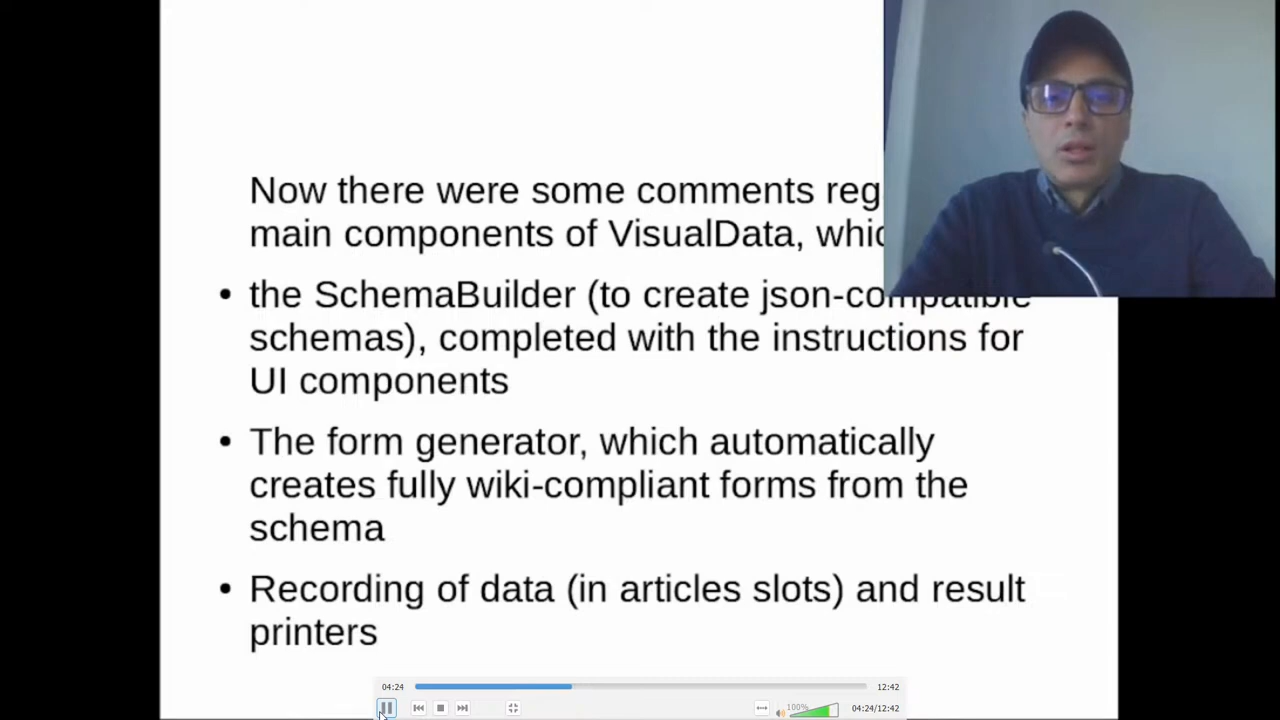 Now there were some comments reg
main components of VisualData, whic
• the SchemaBuilder (to create json-compatible
schemas), completed with the instructions for
UI components
• The form generator, which automatically
creates fully wiki-compliant forms from the
schema
• Recording of data (in articles slots) and result
printers
04:24 12:42
100% 04:24/12:42